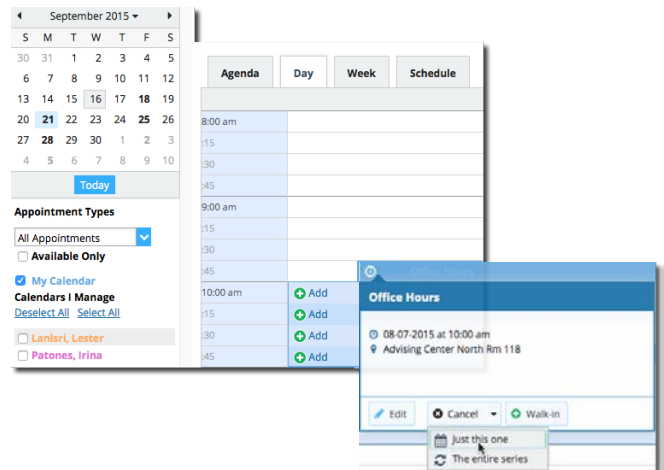 September 2015
S M T W T F S
30 31 1 2 3 4 5
6 7 8 9 10 11 12
13 14 15 16 17 18 19
20 21 22 23 24 25 26
27 28 29 30 1 2 3
4 5 6 7 8 9 10
Today
Appointment Types
All Appointments
Available Only
My Calendar
Calendars I Manage
Deselect All Select All
Lanlsri, Lester
Patones, Irina
Agenda Day Week Schedule
8:00 am
:15
:30
:45
9:00 am
:15
:30
:45
10:00 am Add
:15 Add
:30 Add
:45 Add
Office Hours
Office Hours
08-07-2015 at 10:00 am
Advising Center North Rm 118
Edit Cancel Walk-in
Just this one
The entire series